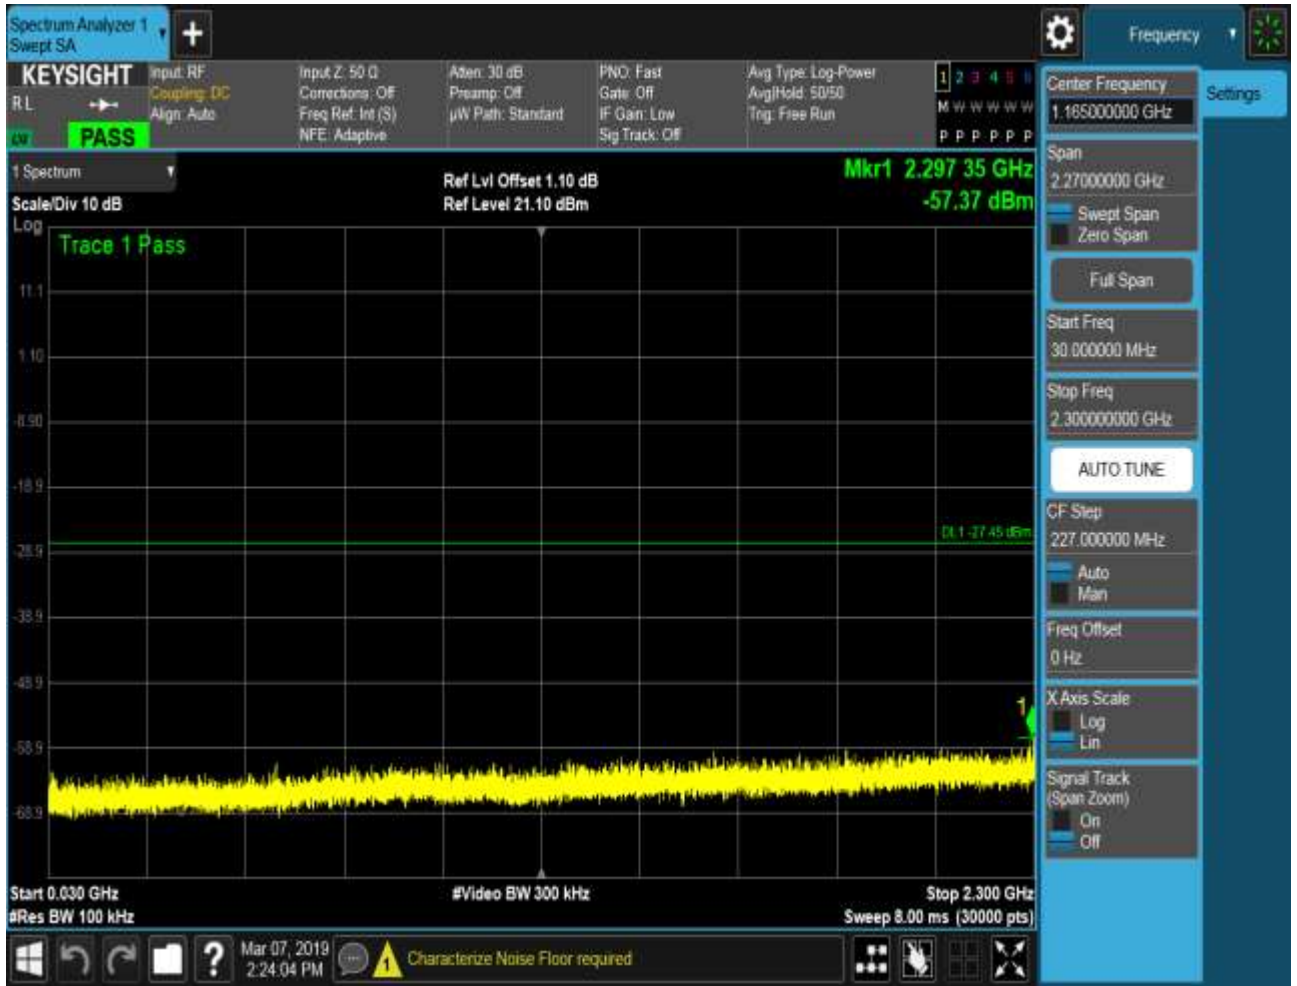 Spectrum Analyzer 1
Swept SA
+
Frequency
KEYSIGHT
RL
PASS
Input: RF
Coupling: DC
Align: Auto
Input Z: 50 Ω
Corrections: Off
Freq Ref: Int (S)
NFE: Adaptive
Atten: 30 dB
Preamp: Off
µW Path: Standard
PNO: Fast
Gate: Off
IF Gain: Low
Sig Track: Off
Avg Type: Log-Power
Avg|Hold: 50/50
Trig: Free Run
1 2 3 4 5 6
M W W W W W
P P P P P P
1 Spectrum
Scale/Div 10 dB
Log
Ref Lvl Offset 1.10 dB
Ref Level 21.10 dBm
Mkr1 2.297 35 GHz
-57.37 dBm
Trace 1 Pass
11.1
1.10
-8.90
-18.9
DL1 -27.45 dBm
-28.9
-38.9
-48.9
1
-58.9
-68.9
Start 0.030 GHz
#Res BW 100 kHz
#Video BW 300 kHz
Stop 2.300 GHz
Sweep 8.00 ms (30000 pts)
Center Frequency
1.165000000 GHz
Settings
Span
2.27000000 GHz
Swept Span
Zero Span
Full Span
Start Freq
30.000000 MHz
Stop Freq
2.300000000 GHz
AUTO TUNE
CF Step
227.000000 MHz
Auto
Man
Freq Offset
0 Hz
X Axis Scale
Log
Lin
Signal Track
(Span Zoom)
On
Off
?
Mar 07, 2019
2:24:04 PM
1
Characterize Noise Floor required